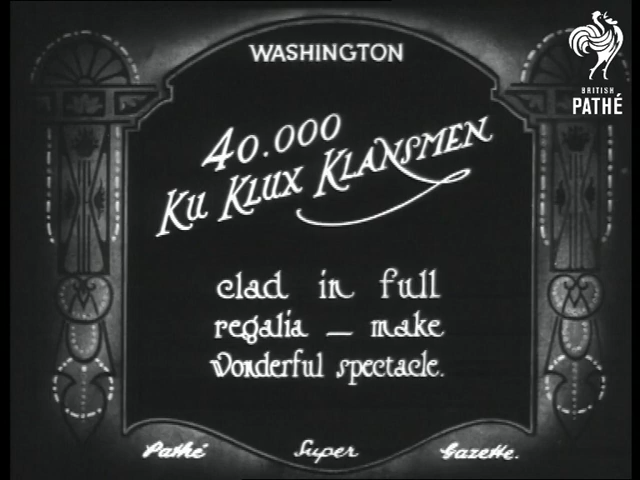 WASHINGTON
BRITISH
PATHÉ
40.000
KU KLUX KLANSMEN
clad in full
regalia — make
Wonderful spectacle.
Pathé Super Gazette.